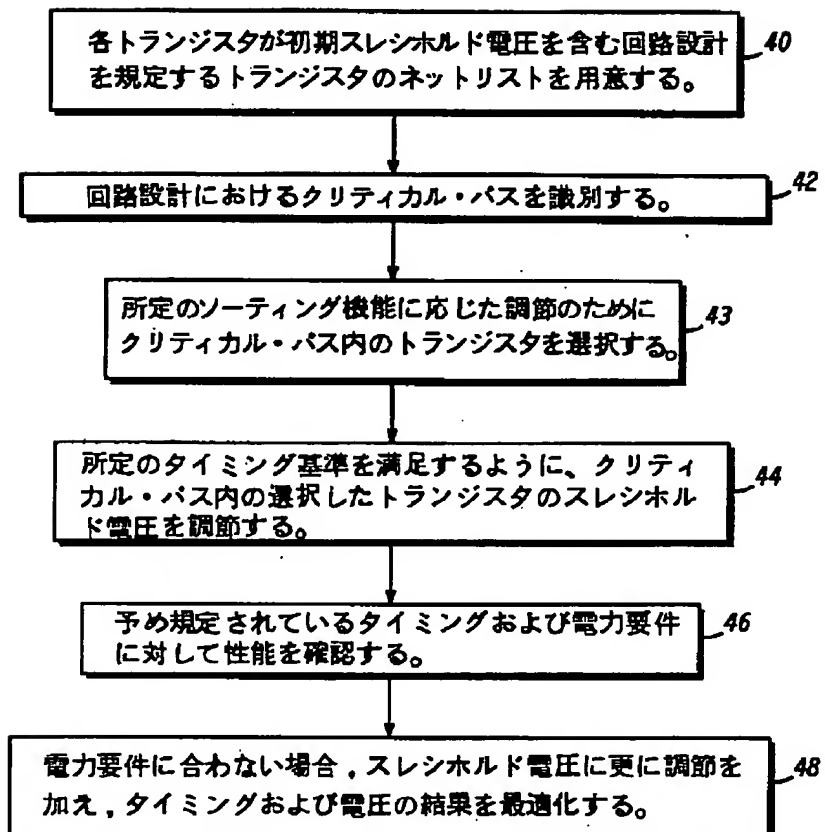 各トランジスタが初期スレシホルド電圧を含む回路設計
を規定するトランジスタのネットリストを用意する。
40
回路設計におけるクリティカル・パスを識別する。
42
所定のソーティング機能に応じた調節のために
クリティカル・パス内のトランジスタを選択する。
43
所定のタイミング基準を満足するように、クリティ
カル・パス内の選択したトランジスタのスレシホル
ド電圧を調節する。
44
予め規定されているタイミングおよび電力要件
に対して性能を確認する。
46
電力要件に合わない場合，スレシホルド電圧に更に調節を
加え，タイミングおよび電圧の結果を最適化する。
48